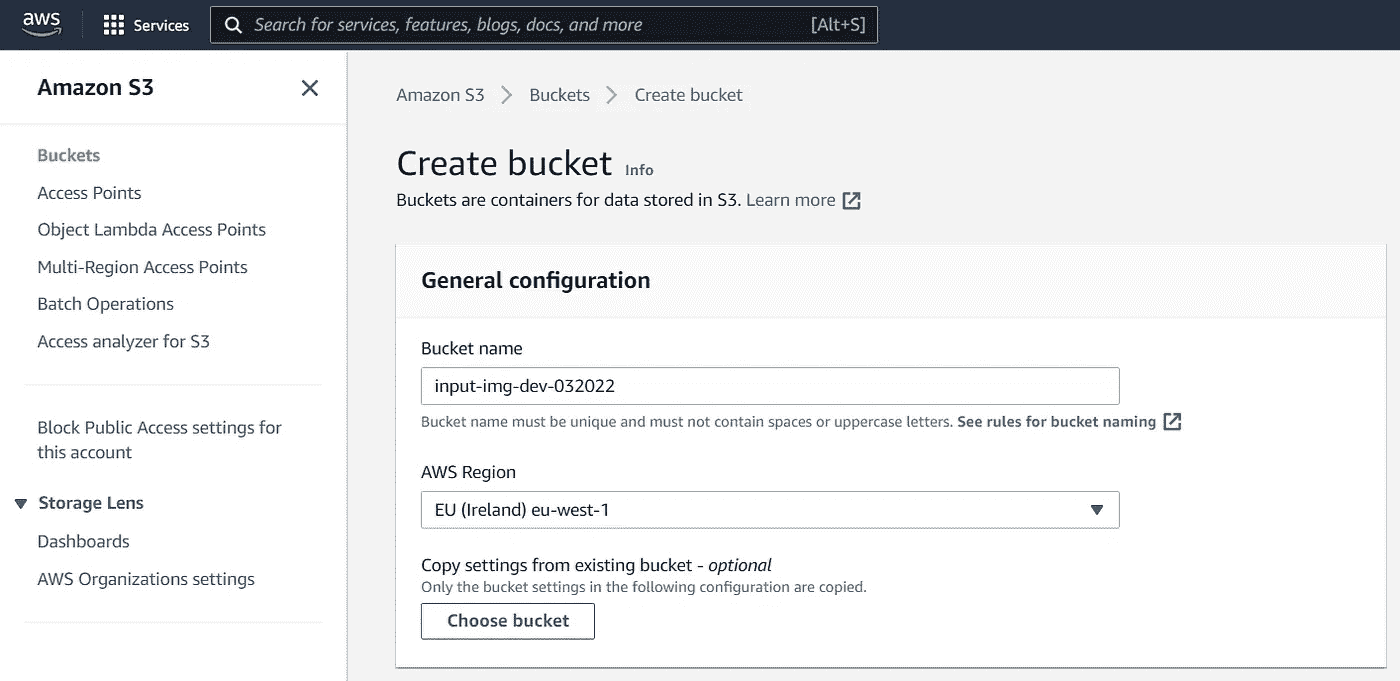 aws
Services
Search for services, features, blogs, docs, and more
[Alt+S]
Amazon S3
Buckets
Access Points
Object Lambda Access Points
Multi-Region Access Points
Batch Operations
Access analyzer for S3
Block Public Access settings for
this account
Storage Lens
Dashboards
AWS Organizations settings
Amazon S3 > Buckets > Create bucket
Create bucket Info
Buckets are containers for data stored in S3. Learn more
General configuration
Bucket name
input-img-dev-032022
Bucket name must be unique and must not contain spaces or uppercase letters. See rules for bucket naming
AWS Region
EU (Ireland) eu-west-1
Copy settings from existing bucket - optional
Only the bucket settings in the following configuration are copied.
Choose bucket